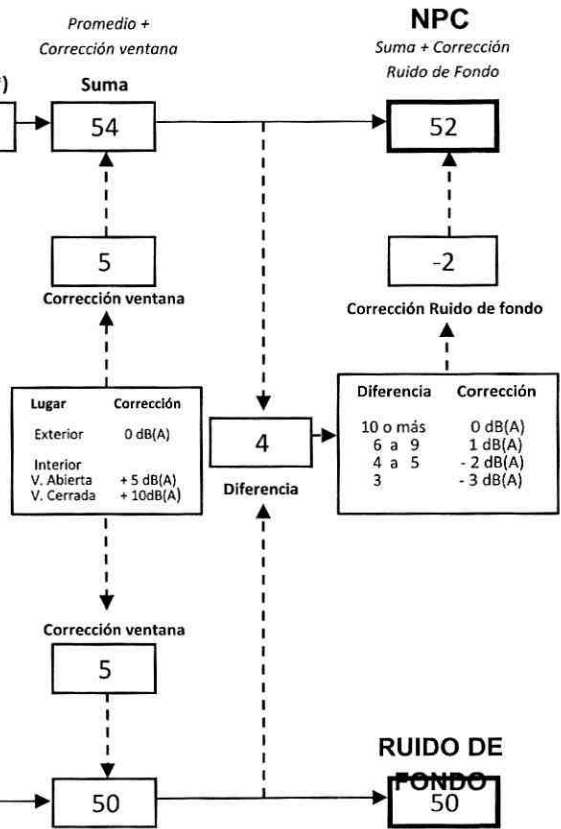 Promedio +
Corrección ventana
NPC
Suma + Corrección
Ruido de Fondo
)
Suma
54
52
5
-2
Corrección ventana
Corrección Ruido de fondo
Lugar Corrección
Exterior 0 dB(A)
Interior
V. Abierta + 5 dB(A)
V. Cerrada + 10dB(A)
4
Diferencia
Diferencia Corrección
10 o más 0 dB(A)
6 a 9 1 dB(A)
4 a 5 - 2 dB(A)
3 - 3 dB(A)
Corrección ventana
5
RUIDO DE
FONDO
50
50